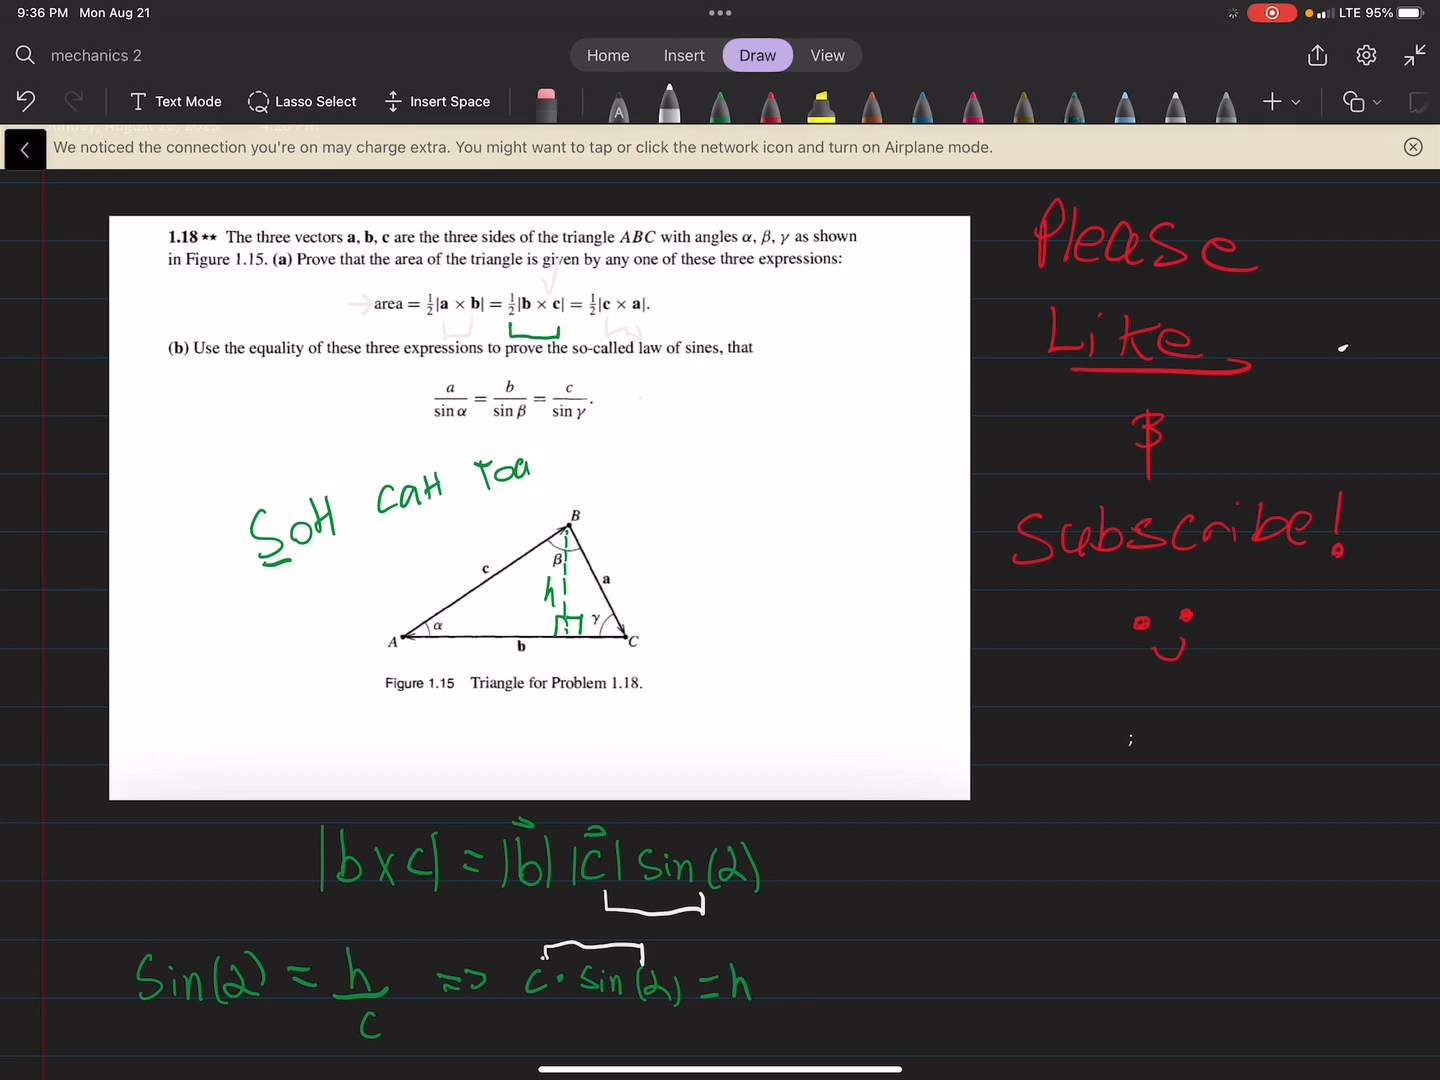 9:36 PM Mon Aug 21
LTE 95%
mechanics 2
Home Insert Draw View
Text Mode Lasso Select Insert Space
We noticed the connection you're on may charge extra. You might want to tap or click the network icon and turn on Airplane mode.
1.18 ★★ The three vectors a, b, c are the three sides of the triangle ABC with angles α, β, γ as shown
in Figure 1.15. (a) Prove that the area of the triangle is given by any one of these three expressions:
area = ½|a × b| = ½|b × c| = ½|c × a|.
(b) Use the equality of these three expressions to prove the so-called law of sines, that
a/sin α = b/sin β = c/sin γ.
SOH CAH TOA
B
c β h a
A α γ C
b
Figure 1.15 Triangle for Problem 1.18.
Please
Like
$
Subscribe!
;
|b×c| = |b⃗| |c⃗| sin(α)
Sin(α) = h/c => c · sin(α) = h